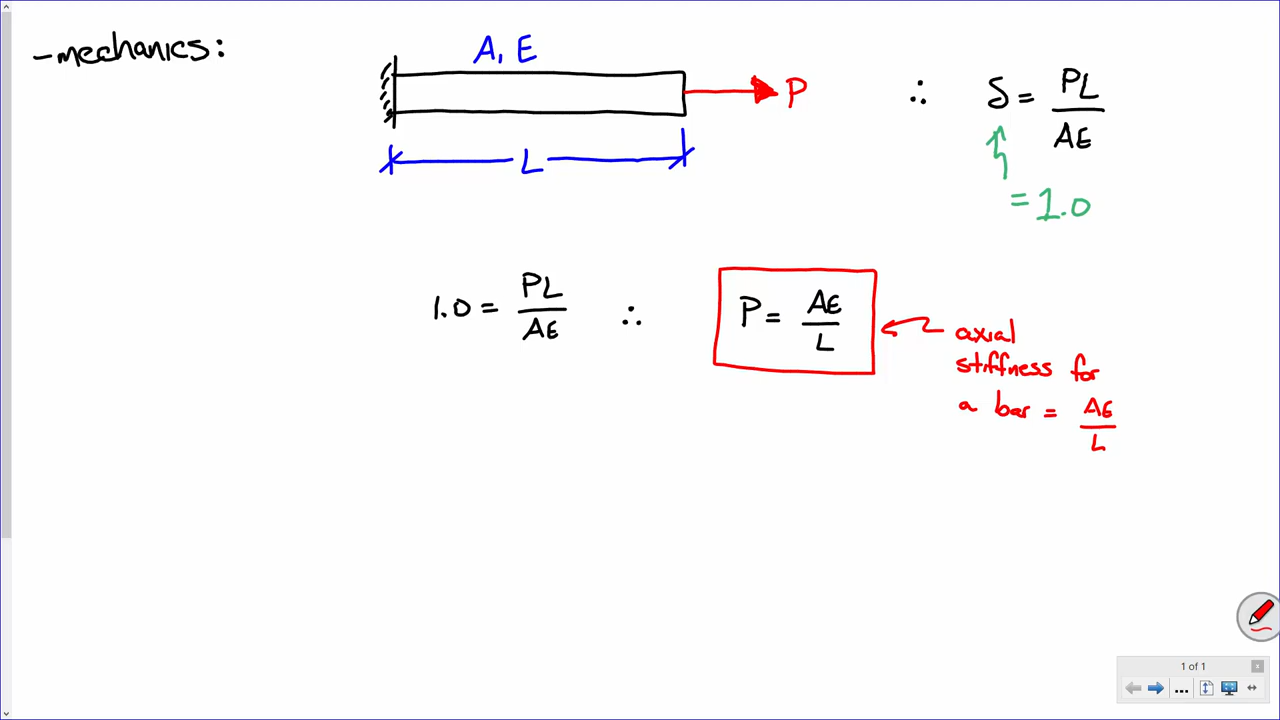 -mechanics:
A, E
P
L
∴ δ = PL/AE
= 1.0
1.0 = PL/AE ∴ P = AE/L
axial
stiffness for
a bar = AE/L
1 of 1